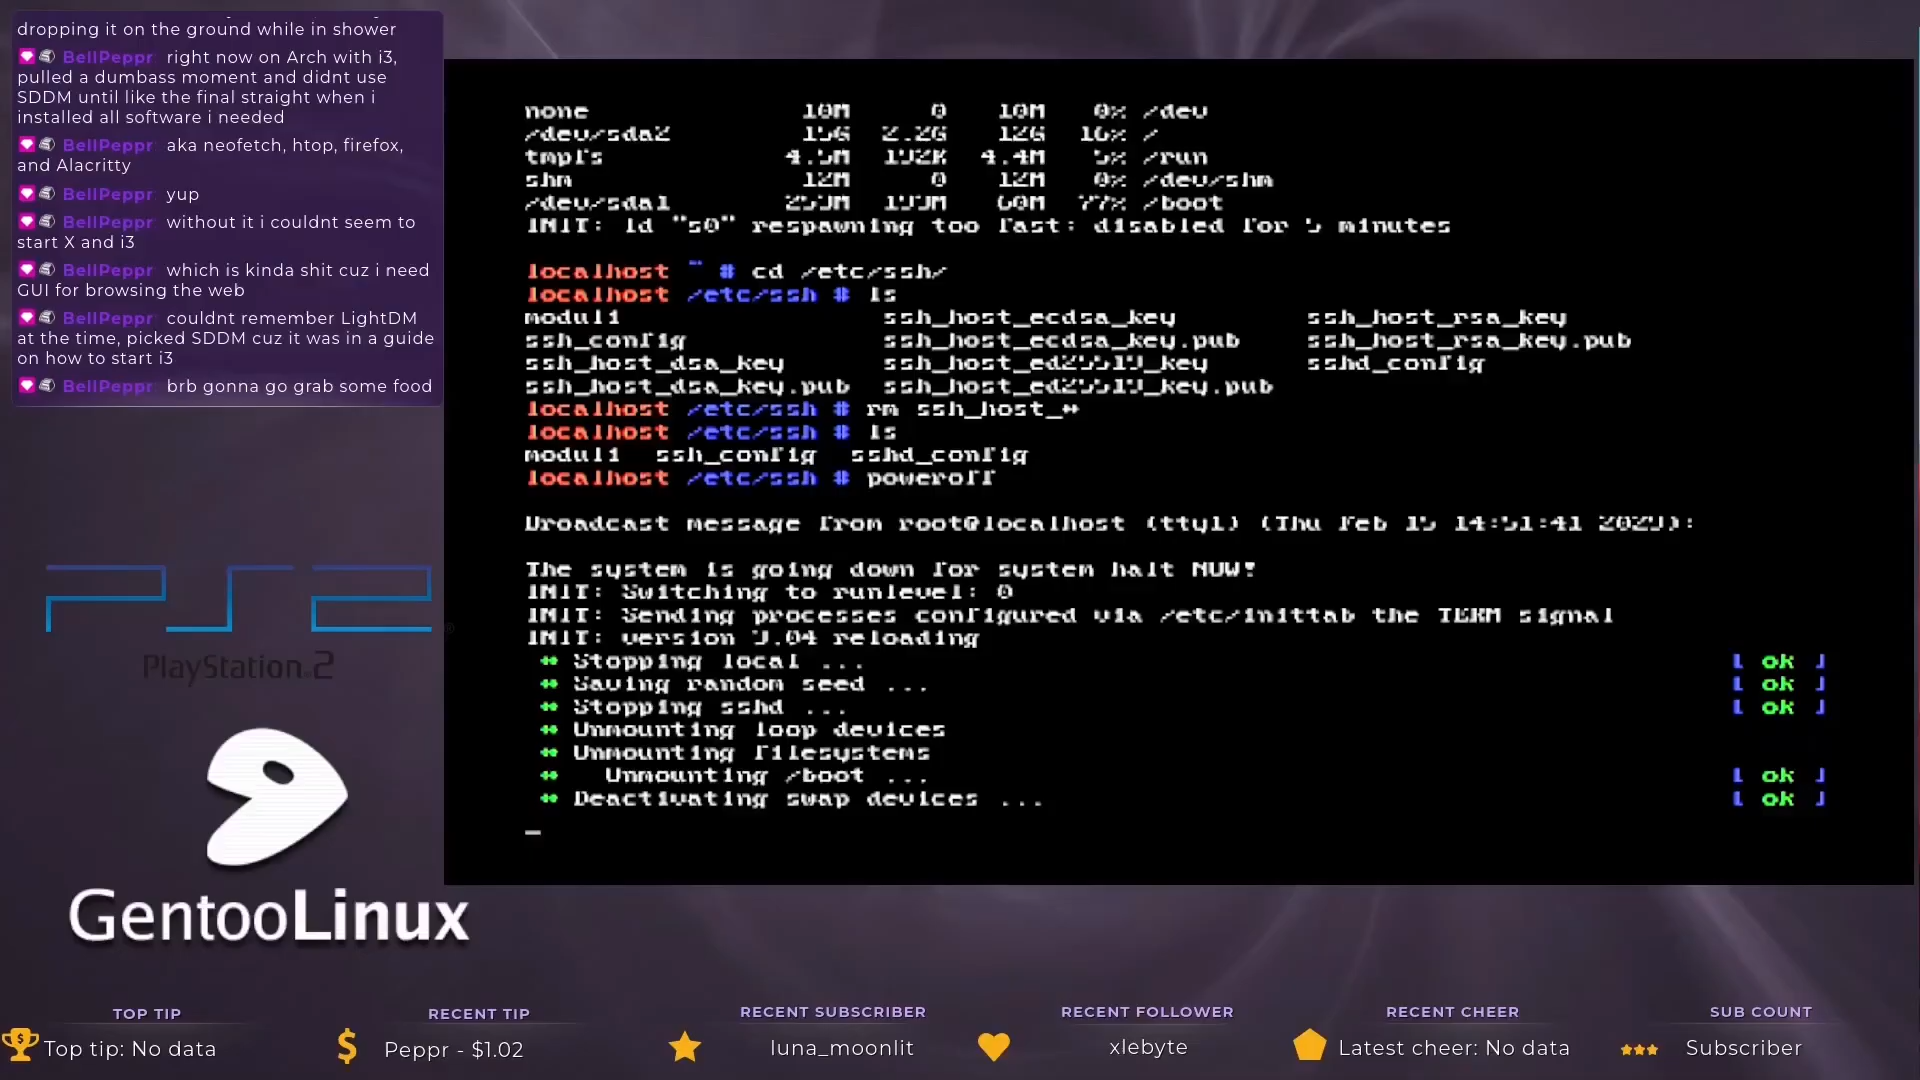 dropping it on the ground while in shower
BellPeppr right now on Arch with i3,
pulled a dumbass moment and didnt use
SDDM until like the final straight when i
installed all software i needed
BellPeppr aka neofetch, htop, firefox,
and Alacritty
BellPeppr yup
BellPeppr without it i couldnt seem to
start X and i3
BellPeppr which is kinda shit cuz i need
GUI for browsing the web
BellPeppr couldnt remember LightDM
at the time, picked SDDM cuz it was in a guide
on how to start i3
BellPeppr brb gonna go grab some food
none 10M 0 10M 0% /dev
/dev/sda2 15G 2.2G 12G 16% /
tmpfs 4.5M 192K 4.4M 5% /run
shm 12M 0 12M 0% /dev/shm
/dev/sda1 259M 199M 60M 77% /boot
INIT: Id "s0" respawning too fast: disabled for 5 minutes
localhost ~ # cd /etc/ssh/
localhost /etc/ssh # ls
moduli ssh_host_ecdsa_key ssh_host_rsa_key
ssh_config ssh_host_ecdsa_key.pub ssh_host_rsa_key.pub
ssh_host_dsa_key ssh_host_ed25519_key sshd_config
ssh_host_dsa_key.pub ssh_host_ed25519_key.pub
localhost /etc/ssh # rm ssh_host_*
localhost /etc/ssh # ls
moduli ssh_config sshd_config
localhost /etc/ssh # poweroff
Broadcast message from root@localhost (tty1) (Thu Feb 15 14:51:41
The system is going down for system halt NOW!
INIT: Switching to runlevel: 0
INIT: Sending processes configured via /etc/inittab the TERM signal
INIT: version 3.04 reloading
* Stopping local ... [ ok ]
* Saving random seed ... [ ok ]
* Stopping sshd ... [ ok ]
* Unmounting loop devices
* Unmounting filesystems
* Unmounting /boot ... [ ok ]
* Deactivating swap devices ... [ ok ]
PS2®
PlayStation.2
GentooLinux
TOP TIP
Top tip: No data
RECENT TIP
Peppr - $1.02
RECENT SUBSCRIBER
luna_moonlit
RECENT FOLLOWER
xlebyte
RECENT CHEER
Latest cheer: No data
SUB COUNT
Subscriber